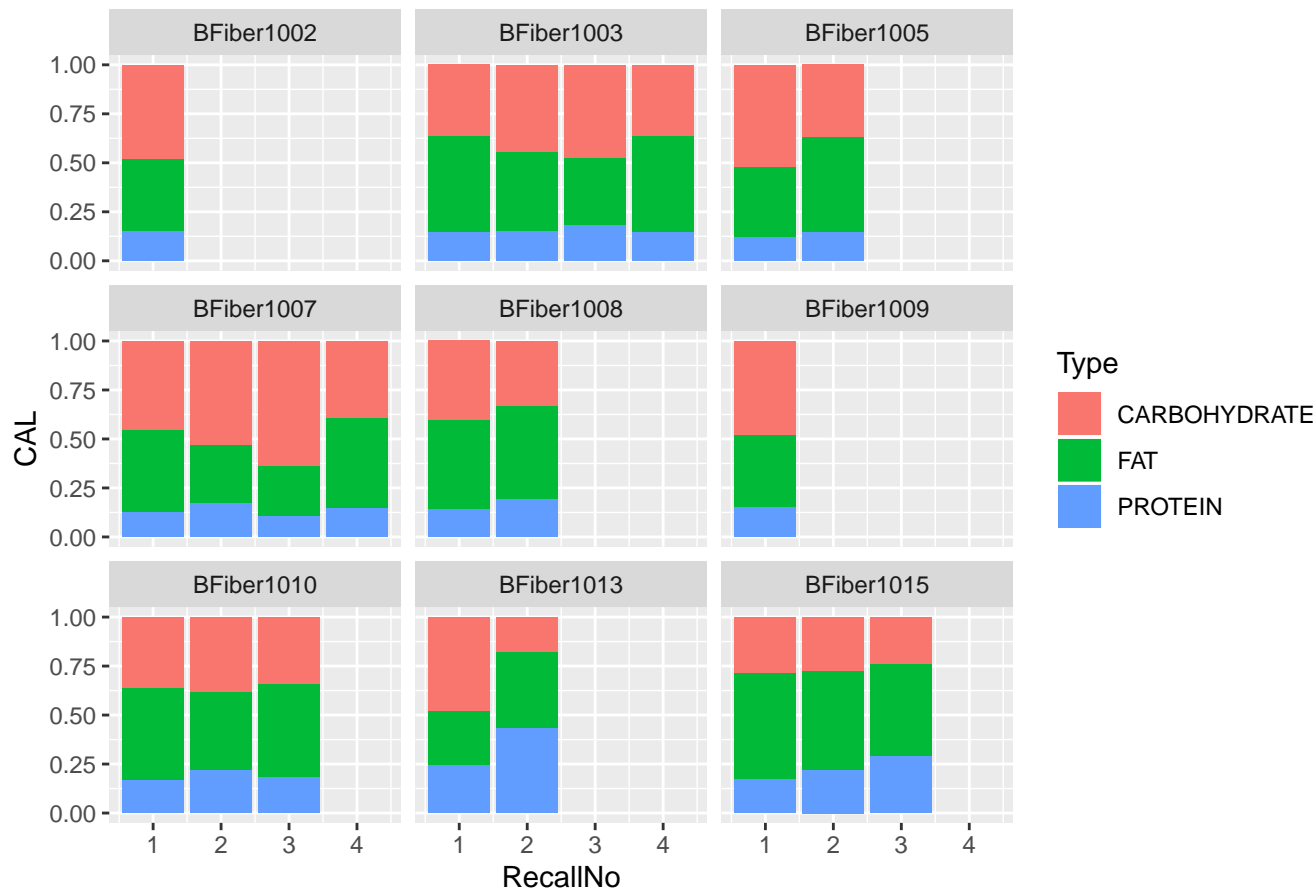 BFiber1002 BFiber1003 BFiber1005
1.00
0.75
0.50
0.25
0.00
BFiber1007 BFiber1008 BFiber1009
1.00
0.75
0.50
0.25
0.00
BFiber1010 BFiber1013 BFiber1015
1.00
0.75
0.50
0.25
0.00
1 2 3 4 1 2 3 4 1 2 3 4
RecallNo
CAL
Type
CARBOHYDRATE
FAT
PROTEIN